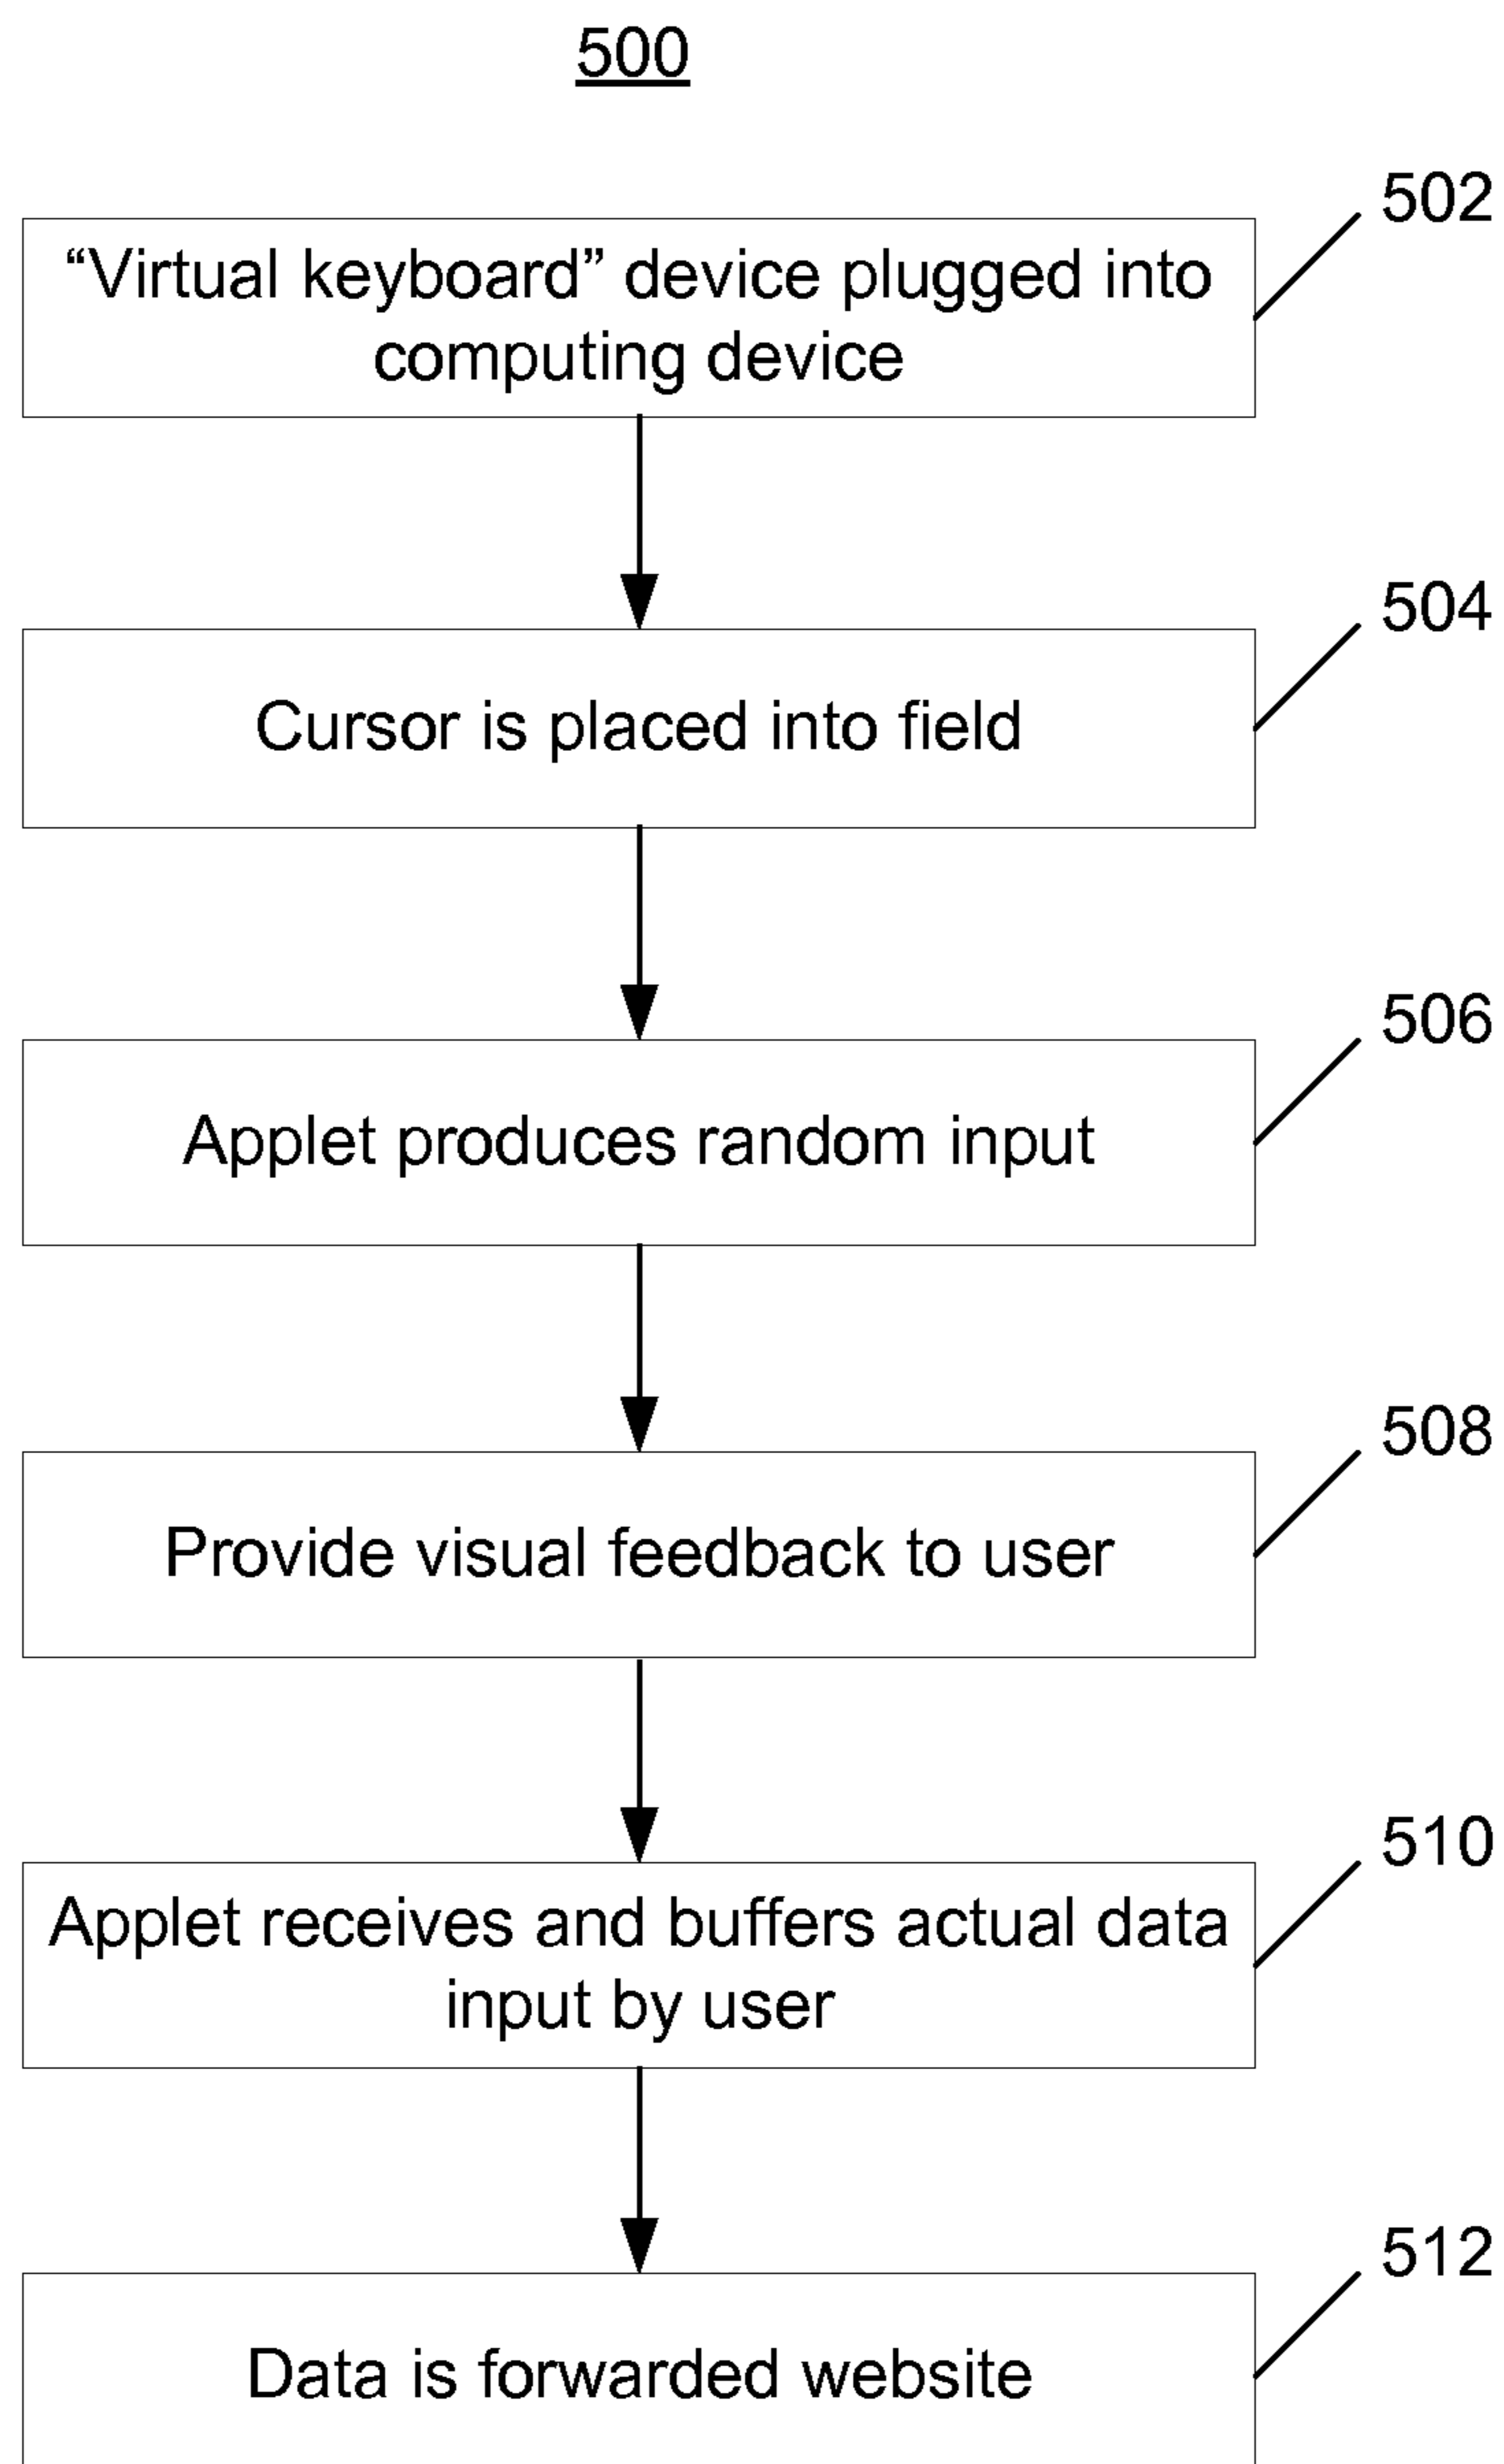 500
502
“Virtual keyboard” device plugged into
computing device
504
Cursor is placed into field
506
Applet produces random input
508
Provide visual feedback to user
510
Applet receives and buffers actual data
input by user
512
Data is forwarded website